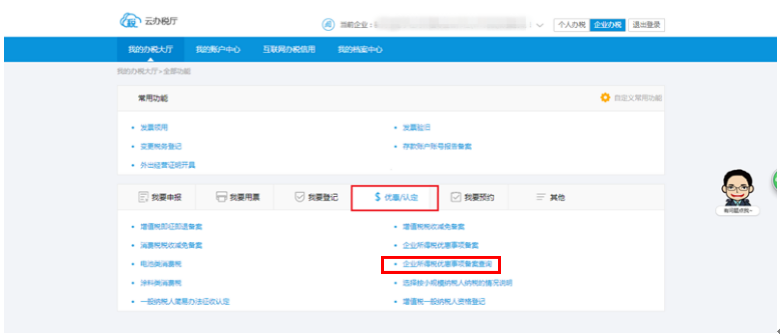 云办税厅
当前企业：
个人办税 企业办税 退出登录
我的办税大厅 我的账户中心 互联网办税信用 我的档案中心
我的办税大厅>全部功能
常用功能 自定义常用功能
• 发票领用 • 发票验旧
• 变更税务登记 • 存款账户账号报告备案
• 外出经营证明开具
我要申报 我要用票 我要登记 $ 优惠/认定 我要预约 其他
• 增值税即征即退备案 • 增值税税收减免备案
• 消费税税收减免备案 • 企业所得税优惠事项备案
• 电池类消费税 • 企业所得税优惠事项备案查询
• 涂料类消费税 • 选择按小规模纳税人纳税的情况说明
• 一般纳税人简易办法征收认定 • 增值税一般纳税人资格登记
有问题点我~